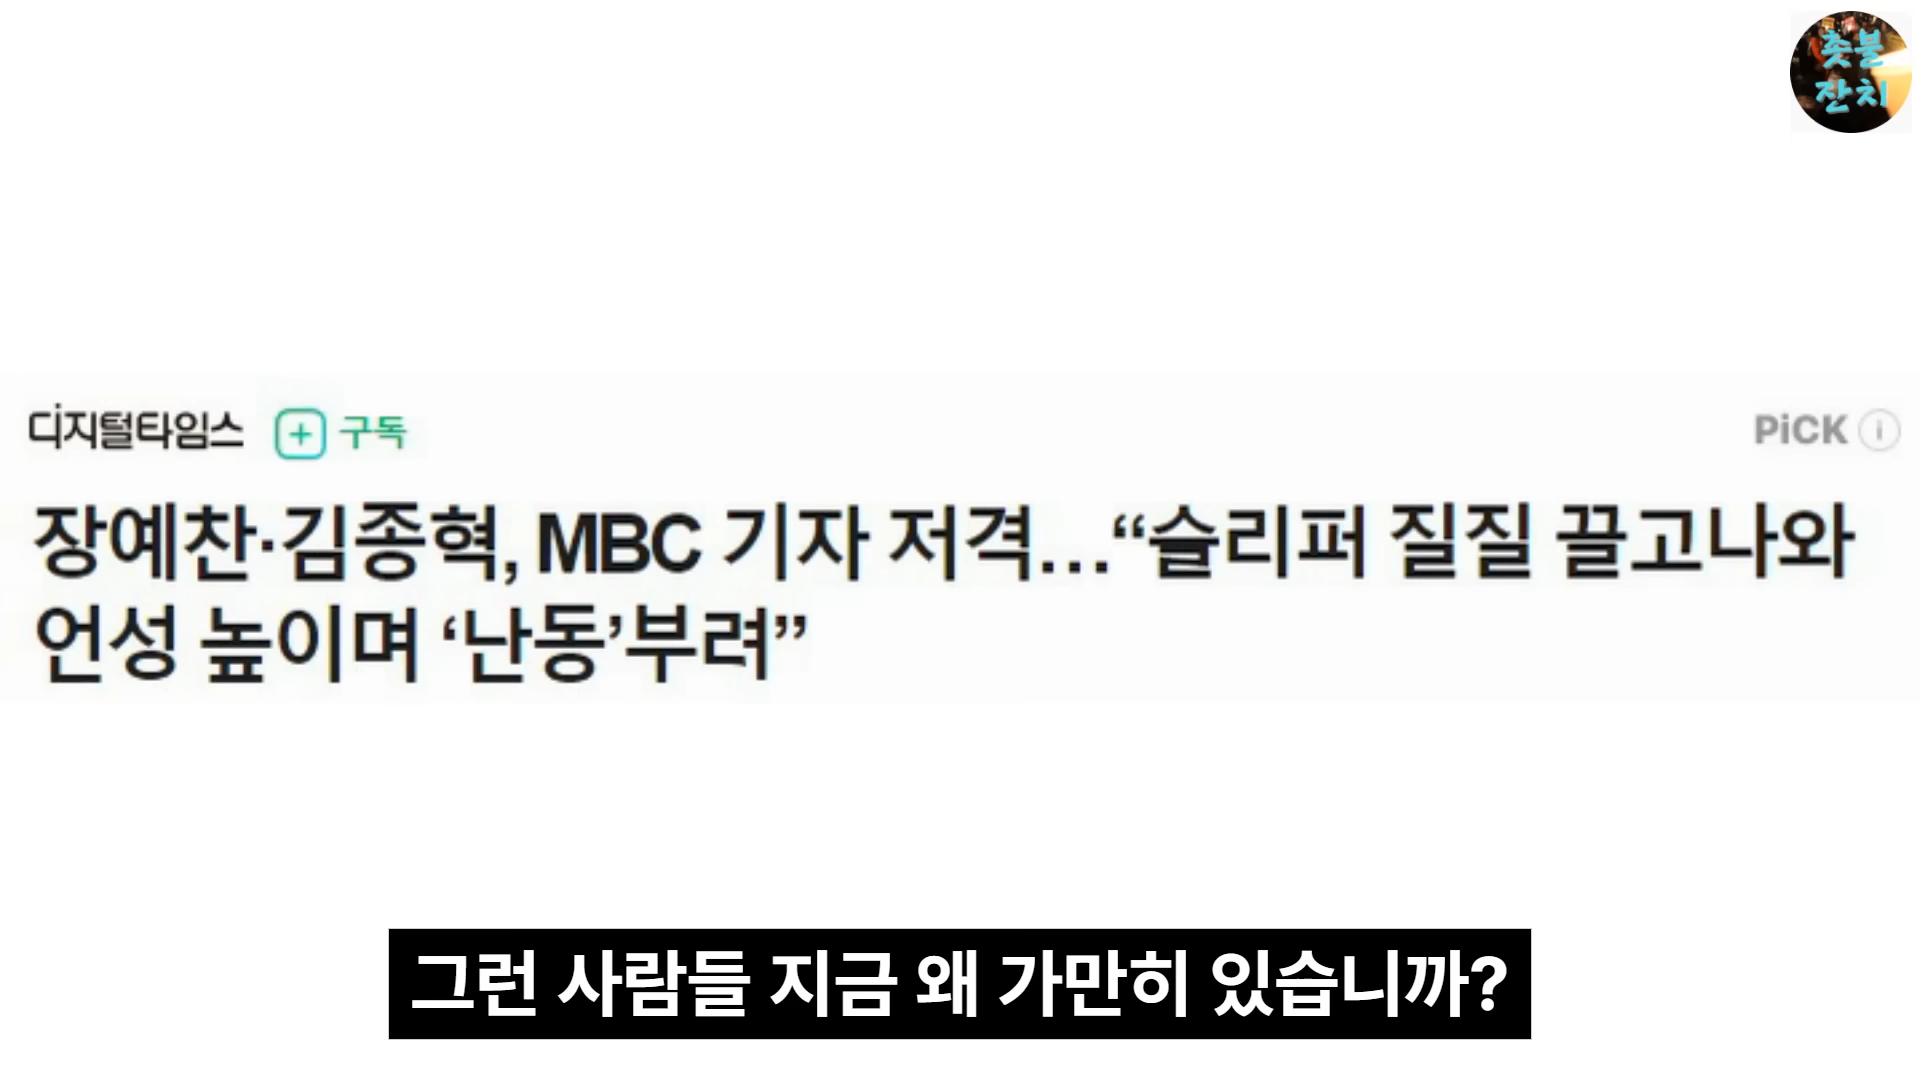 촛불
잔치
디지털타임스 + 구독 PiCK i
장예찬·김종혁, MBC 기자 저격…“슬리퍼 질질 끌고나와
언성 높이며 ‘난동’부려”
그런 사람들 지금 왜 가만히 있습니까?